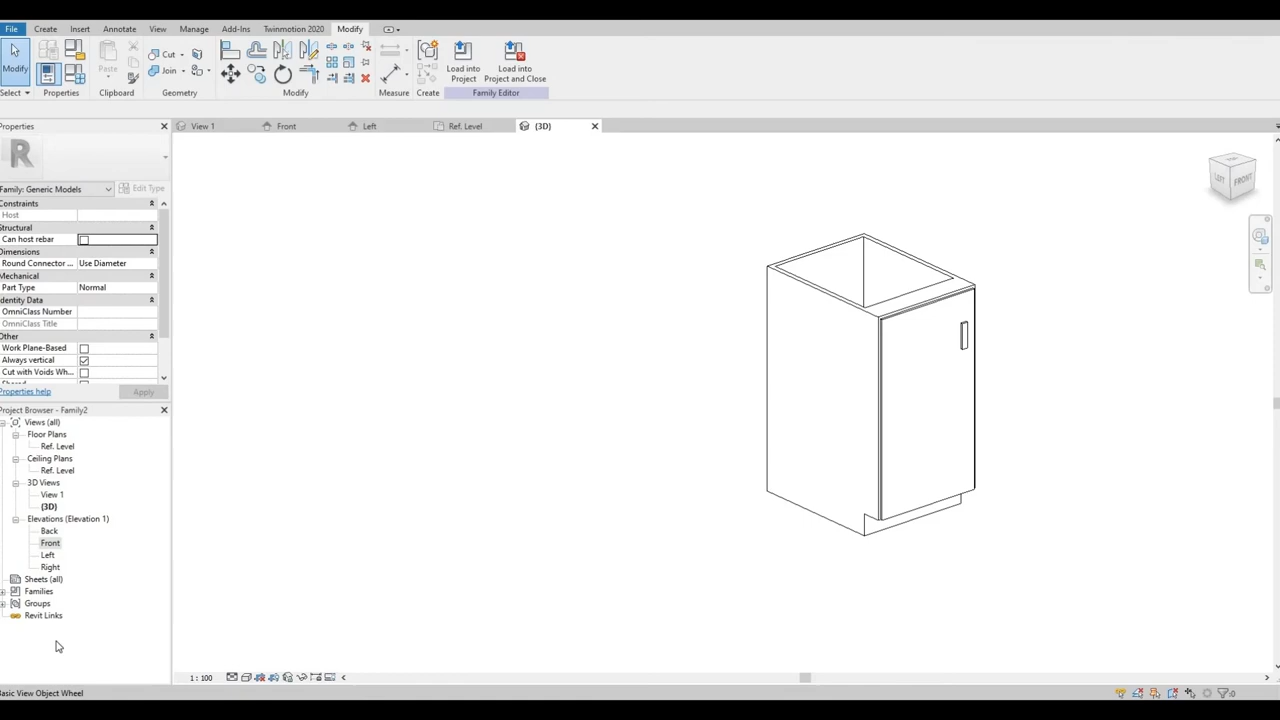 File Create Insert Annotate View Manage Add-Ins Twinmotion 2020 Modify
Modify
Paste
Cut
Join
Load into Project
Load into Project and Close
Select Properties Clipboard Geometry Modify Measure Create Family Editor
Properties
View 1 Front Left Ref. Level (3D)
R
Family: Generic Models Edit Type
Constraints
Host
Structural
Can host rebar
Dimensions
Round Connector ... Use Diameter
Mechanical
Part Type Normal
Identity Data
OmniClass Number
OmniClass Title
Other
Work Plane-Based
Always vertical
Cut with Voids Wh...
Properties help Apply
Project Browser - Family2
Views (all)
Floor Plans
Ref. Level
Ceiling Plans
Ref. Level
3D Views
View 1
(3D)
Elevations (Elevation 1)
Back
Front
Left
Right
Sheets (all)
Families
Groups
Revit Links
TOP
LEFT FRONT
1 : 100
Basic View Object Wheel
:0